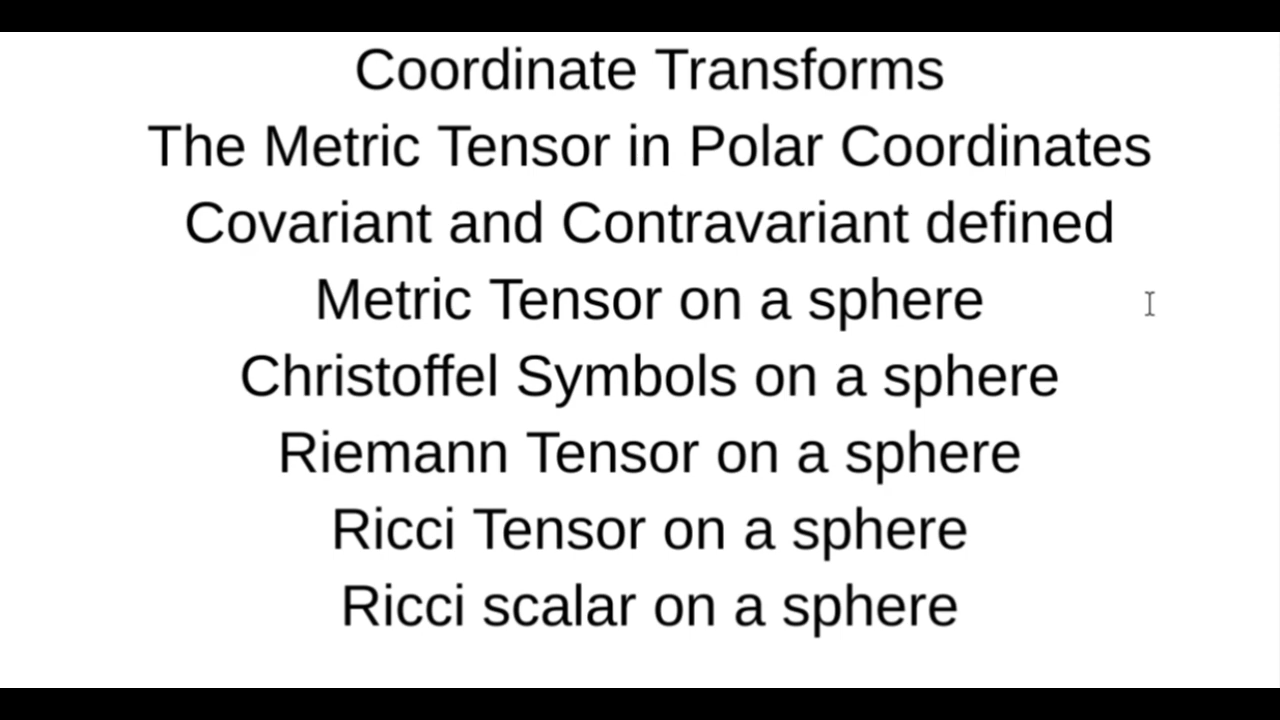 Coordinate Transforms
The Metric Tensor in Polar Coordinates
Covariant and Contravariant defined
Metric Tensor on a sphere
Christoffel Symbols on a sphere
Riemann Tensor on a sphere
Ricci Tensor on a sphere
Ricci scalar on a sphere